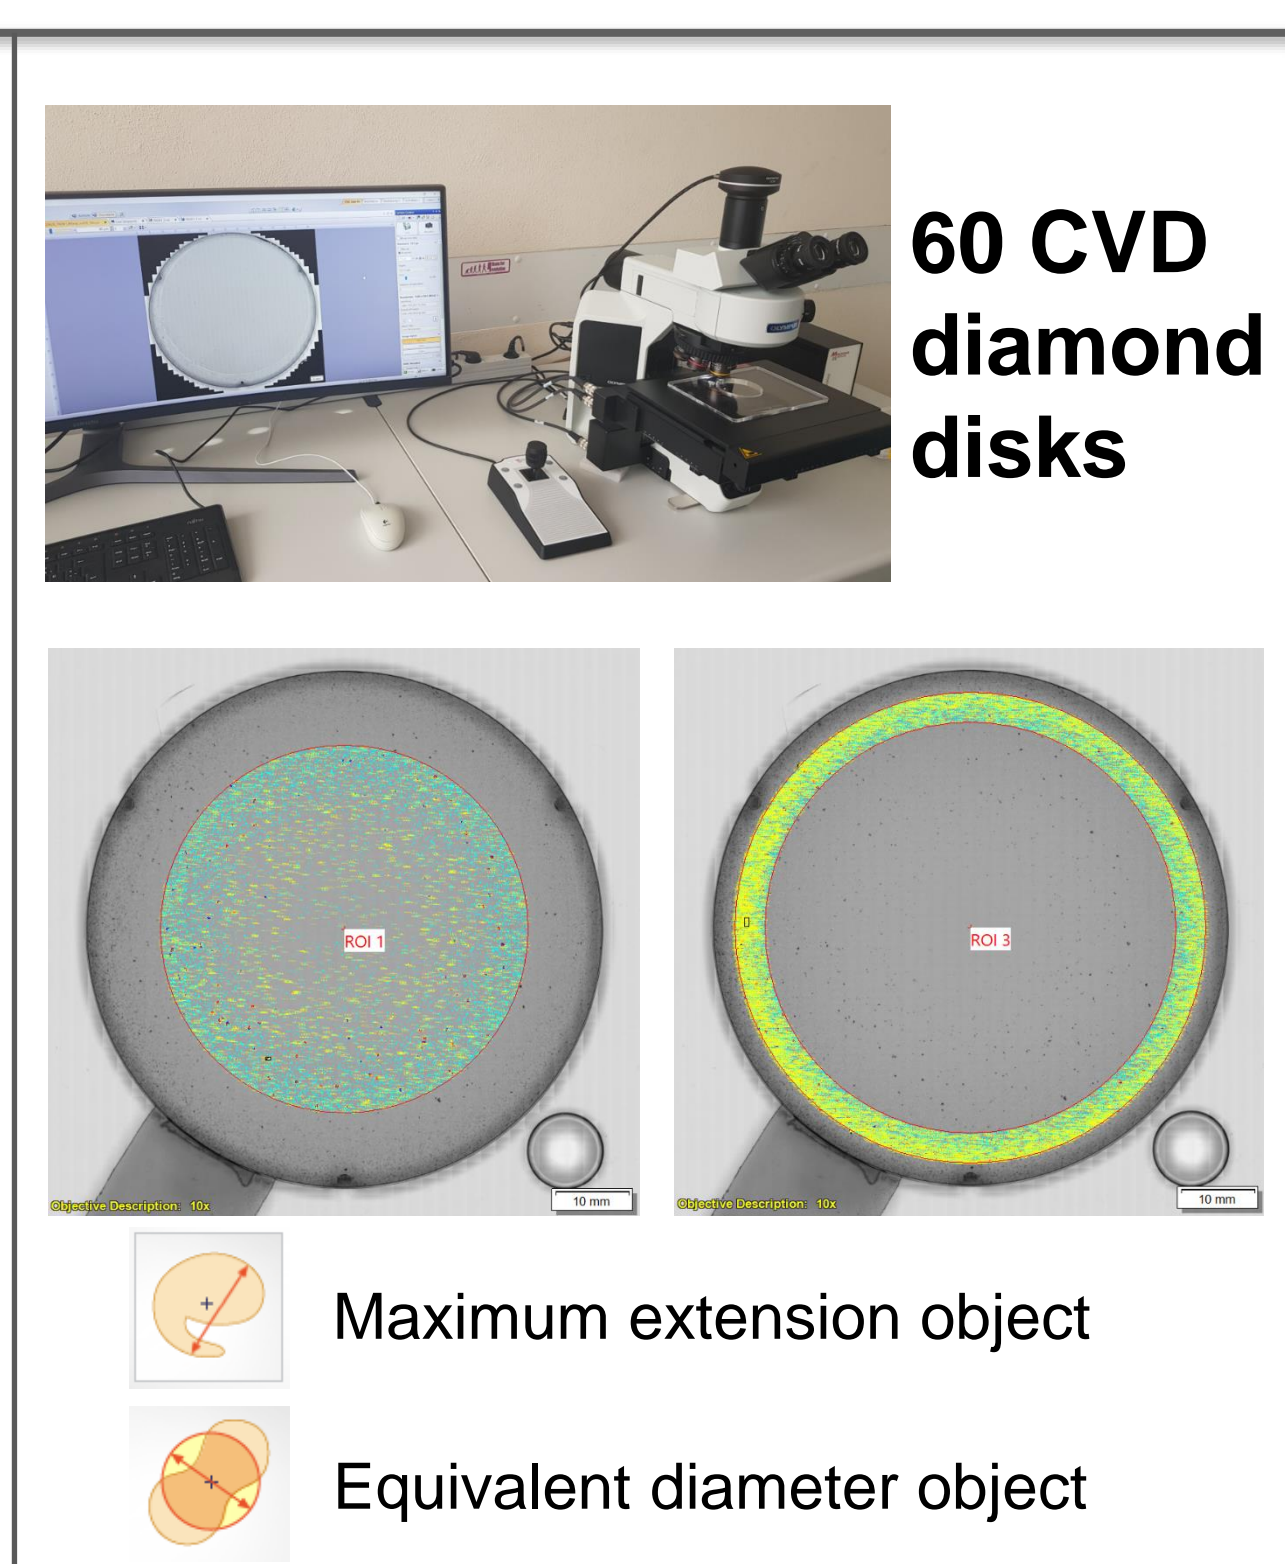 60 CVD
diamond
disks
OLYMPUS
ROI 1
Objective Description: 10x
10 mm
ROI 3
Objective Description: 10x
10 mm
Maximum extension object
Equivalent diameter object